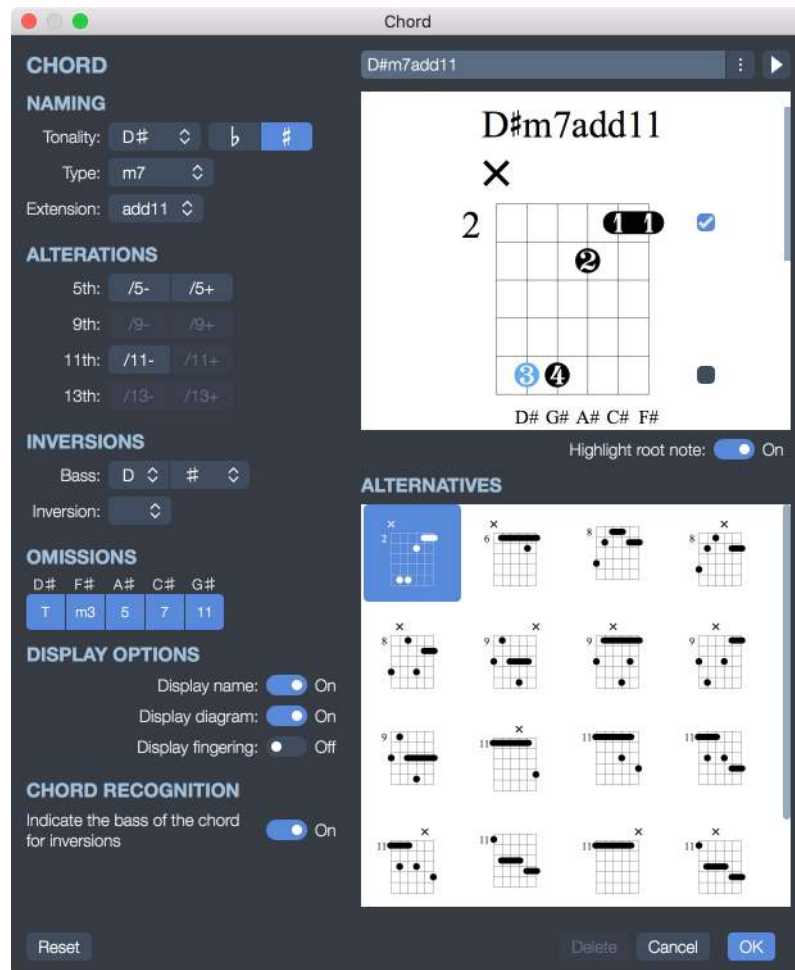 Chord
CHORD
NAMING
Tonality: D# ♭ ♯
Type: m7
Extension: add11
ALTERATIONS
5th: /5- /5+
9th: /9- /9+
11th: /11- /11+
13th: /13- /13+
INVERSIONS
Bass: D ♯
Inversion:
OMISSIONS
D# F# A# C# G#
T m3 5 7 11
DISPLAY OPTIONS
Display name: On
Display diagram: On
Display fingering: Off
CHORD RECOGNITION
Indicate the bass of the chord
for inversions On
D#m7add11
D♯m7add11
×
2 1 1
2
3 4
D# G# A# C# F#
Highlight root note: On
ALTERNATIVES
× × ×
2 6 8 8
× × × ×
8 9 9 9
×
9 11 11 11
× × ×
11 11 11 11
Reset Delete Cancel OK